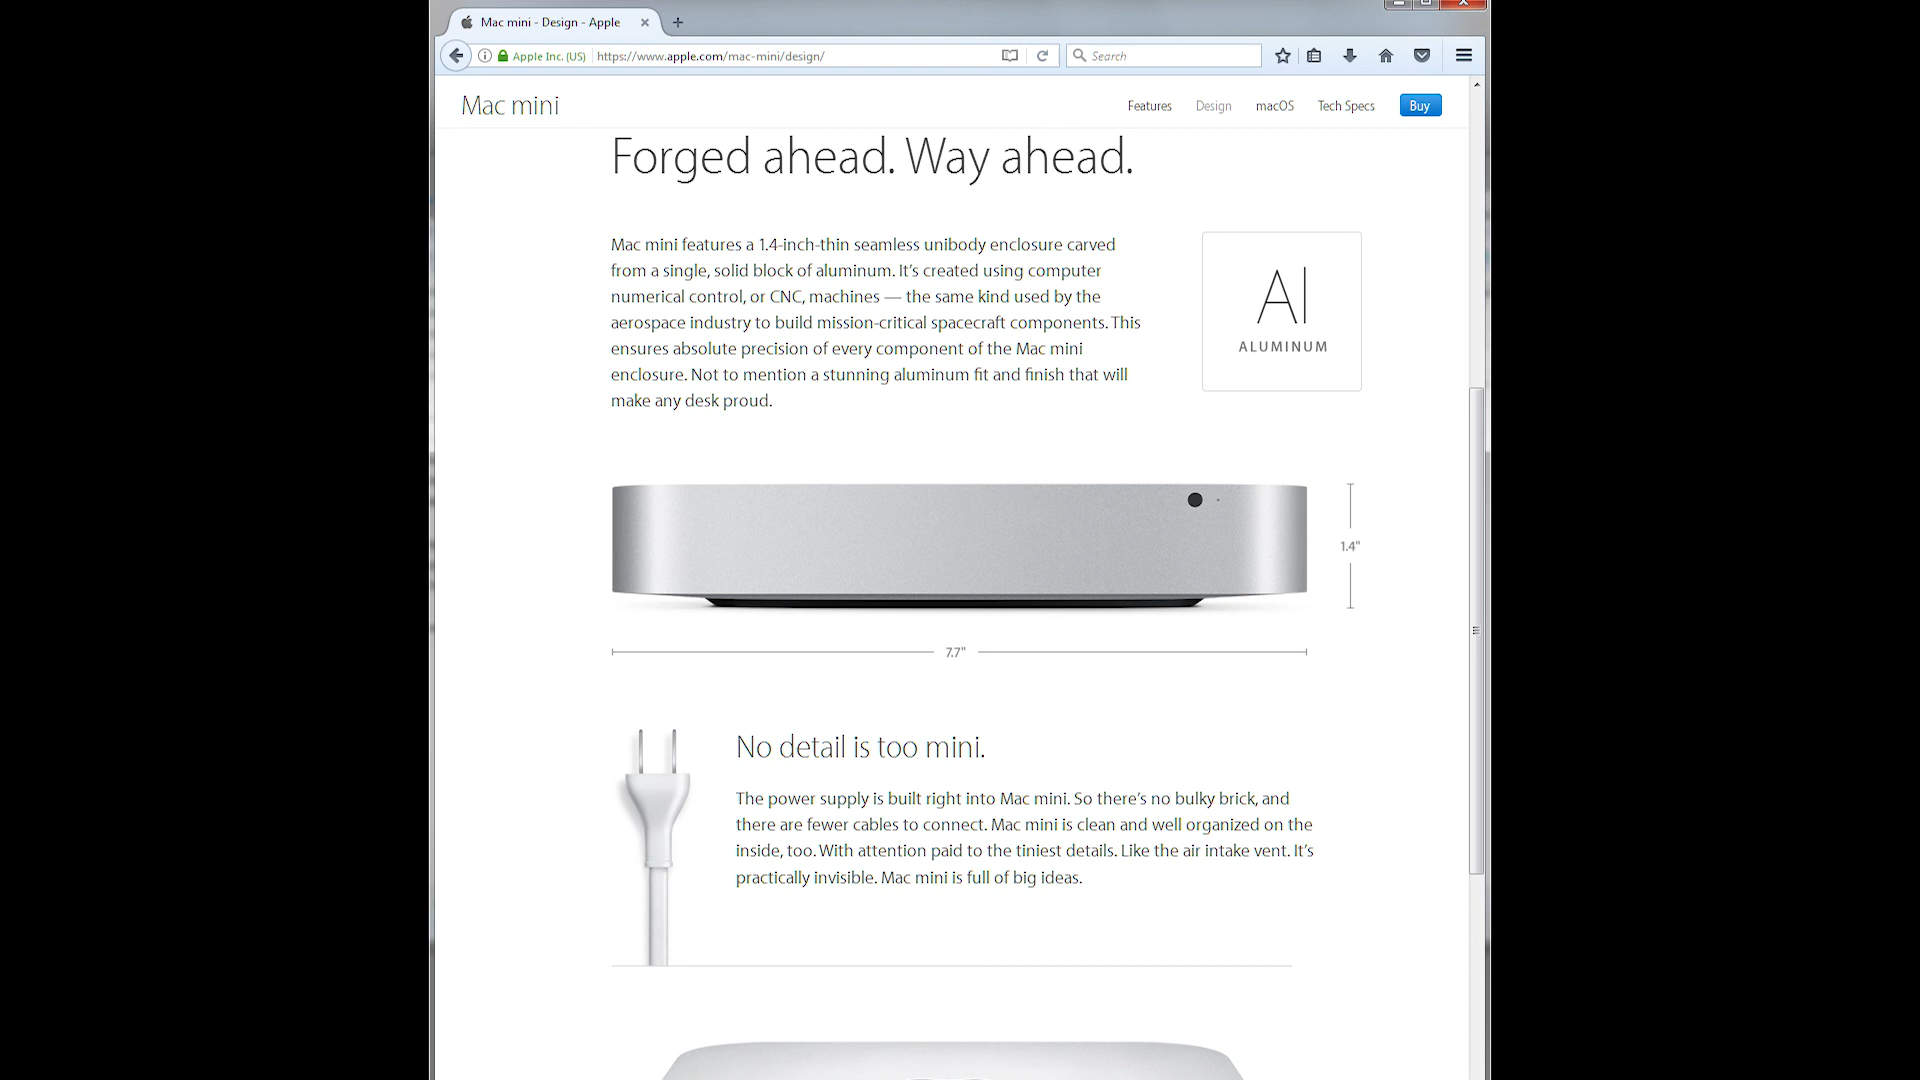 Mac mini - Design - Apple
Apple Inc. (US) https://www.apple.com/mac-mini/design/ Search
Mac mini Features Design macOS Tech Specs Buy
Forged ahead. Way ahead.
Mac mini features a 1.4-inch-thin seamless unibody enclosure carved
from a single, solid block of aluminum. It’s created using computer
numerical control, or CNC, machines — the same kind used by the
aerospace industry to build mission-critical spacecraft components. This
ensures absolute precision of every component of the Mac mini
enclosure. Not to mention a stunning aluminum fit and finish that will
make any desk proud.
Al
ALUMINUM
1.4"
7.7"
No detail is too mini.
The power supply is built right into Mac mini. So there’s no bulky brick, and
there are fewer cables to connect. Mac mini is clean and well organized on the
inside, too. With attention paid to the tiniest details. Like the air intake vent. It’s
practically invisible. Mac mini is full of big ideas.